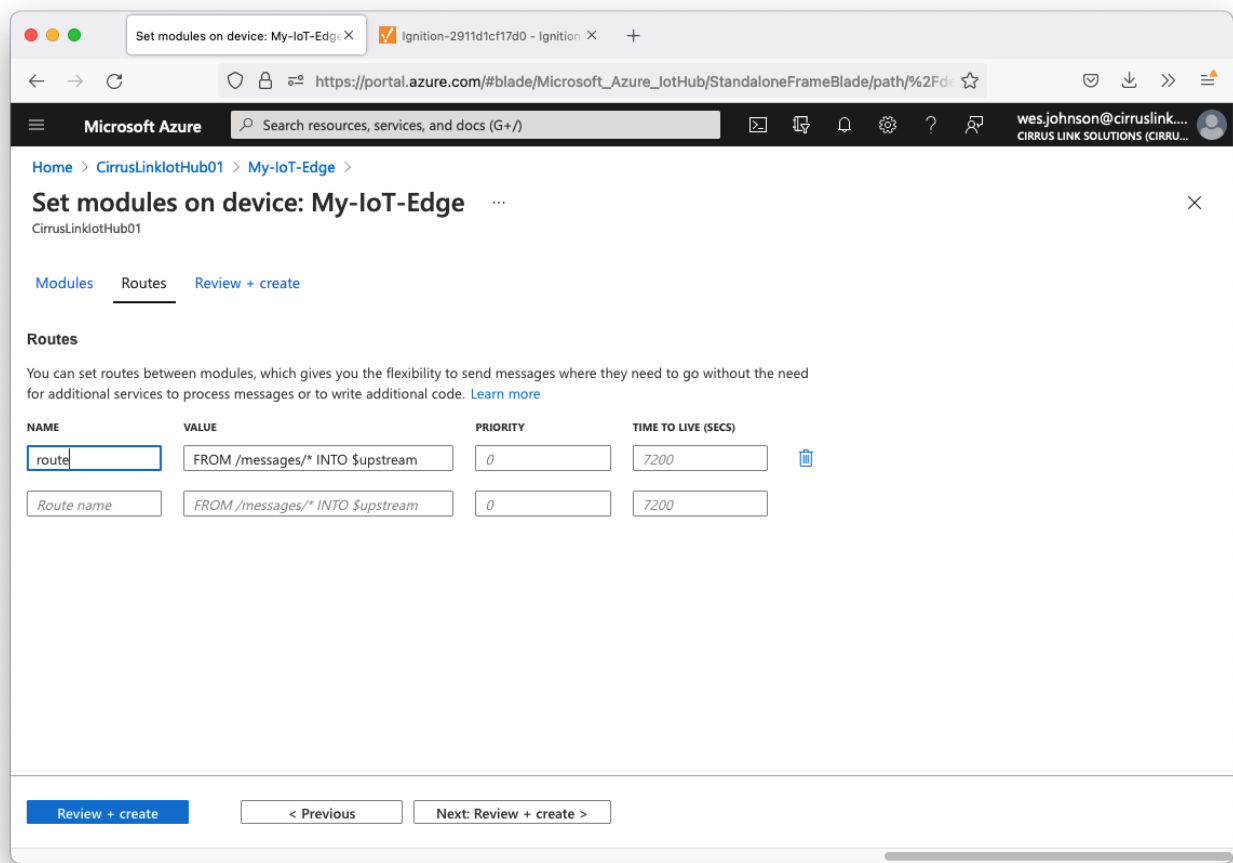 Set modules on device: My-IoT-Edge
Ignition-2911d1cf17d0 - Ignition
https://portal.azure.com/#blade/Microsoft_Azure_IotHub/StandaloneFrameBlade/path/%2Fde
Microsoft Azure
Search resources, services, and docs (G+/)
wes.johnson@cirruslink....
CIRRUS LINK SOLUTIONS (CIRRU...
Home > CirrusLinkIotHub01 > My-IoT-Edge >
Set modules on device: My-IoT-Edge ...
CirrusLinkIotHub01
Modules Routes Review + create
Routes
You can set routes between modules, which gives you the flexibility to send messages where they need to go without the need
for additional services to process messages or to write additional code. Learn more
NAME VALUE PRIORITY TIME TO LIVE (SECS)
route FROM /messages/* INTO $upstream 0 7200
Route name FROM /messages/* INTO $upstream 0 7200
Review + create < Previous Next: Review + create >